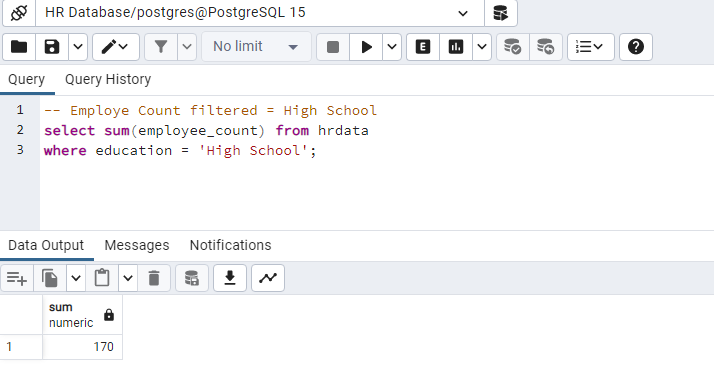 HR Database/postgres@PostgreSQL 15
No limit
E
Query Query History
1 -- Employe Count filtered = High School
2 select sum(employee_count) from hrdata
3 where education = 'High School';
Data Output Messages Notifications
sum
numeric
1 170